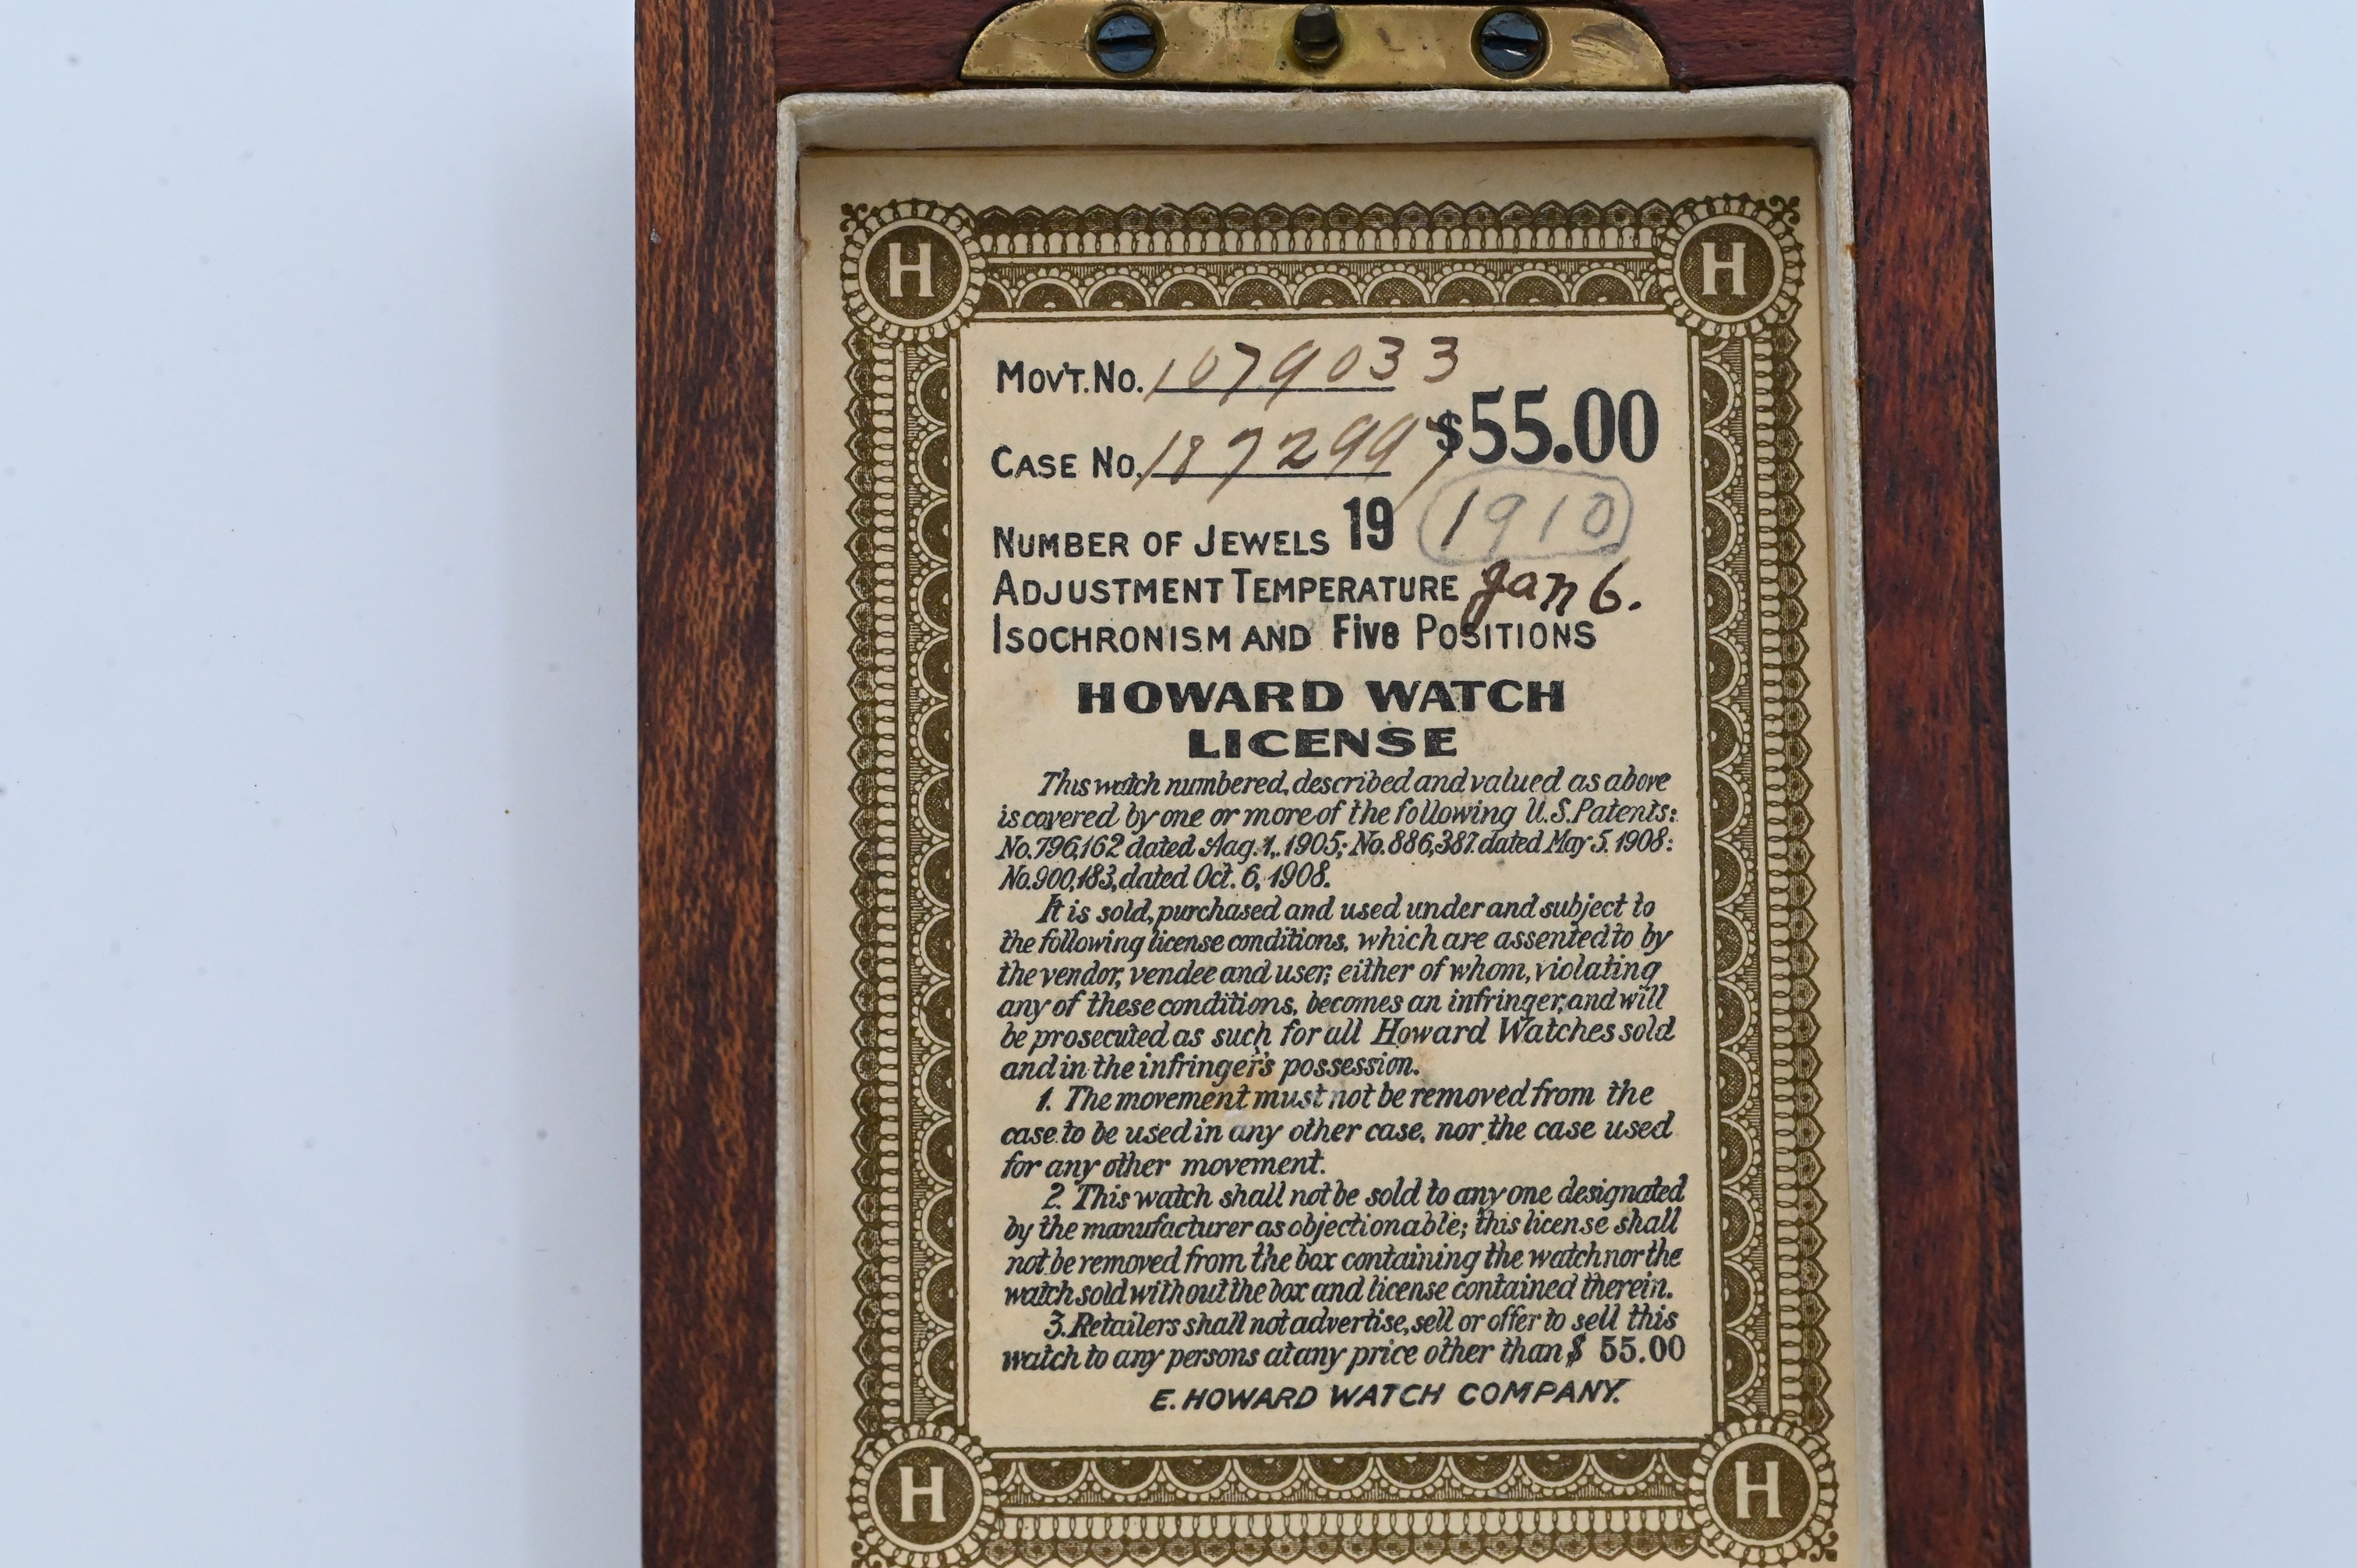 H H
MOV'T. NO. 1079033
$55.00
CASE NO. 1872997
NUMBER OF JEWELS 19 1910
ADJUSTMENT TEMPERATURE Jan 6.
ISOCHRONISM AND Five POSITIONS
HOWARD WATCH
LICENSE
This watch numbered, described and valued as above
is covered by one or more of the following U.S. Patents:
No. 796,162 dated Aug. 1, 1905; No. 886,387. dated May 5. 1908:
No. 900,183, dated Oct. 6, 1908.
It is sold, purchased and used under and subject to
the following license conditions, which are assented to by
the vendor, vendee and user; either of whom, violating
any of these conditions, becomes an infringer, and will
be prosecuted as such for all Howard Watches sold
and in the infringer's possession.
1. The movement must not be removed from the
case to be used in any other case, nor the case used
for any other movement.
2. This watch shall not be sold to any one designated
by the manufacturer as objectionable; this license shall
not be removed from the box containing the watch nor the
watch sold without the box and license contained therein.
3. Retailers shall not advertise, sell or offer to sell this
watch to any persons at any price other than $ 55.00
E. HOWARD WATCH COMPANY.
H H